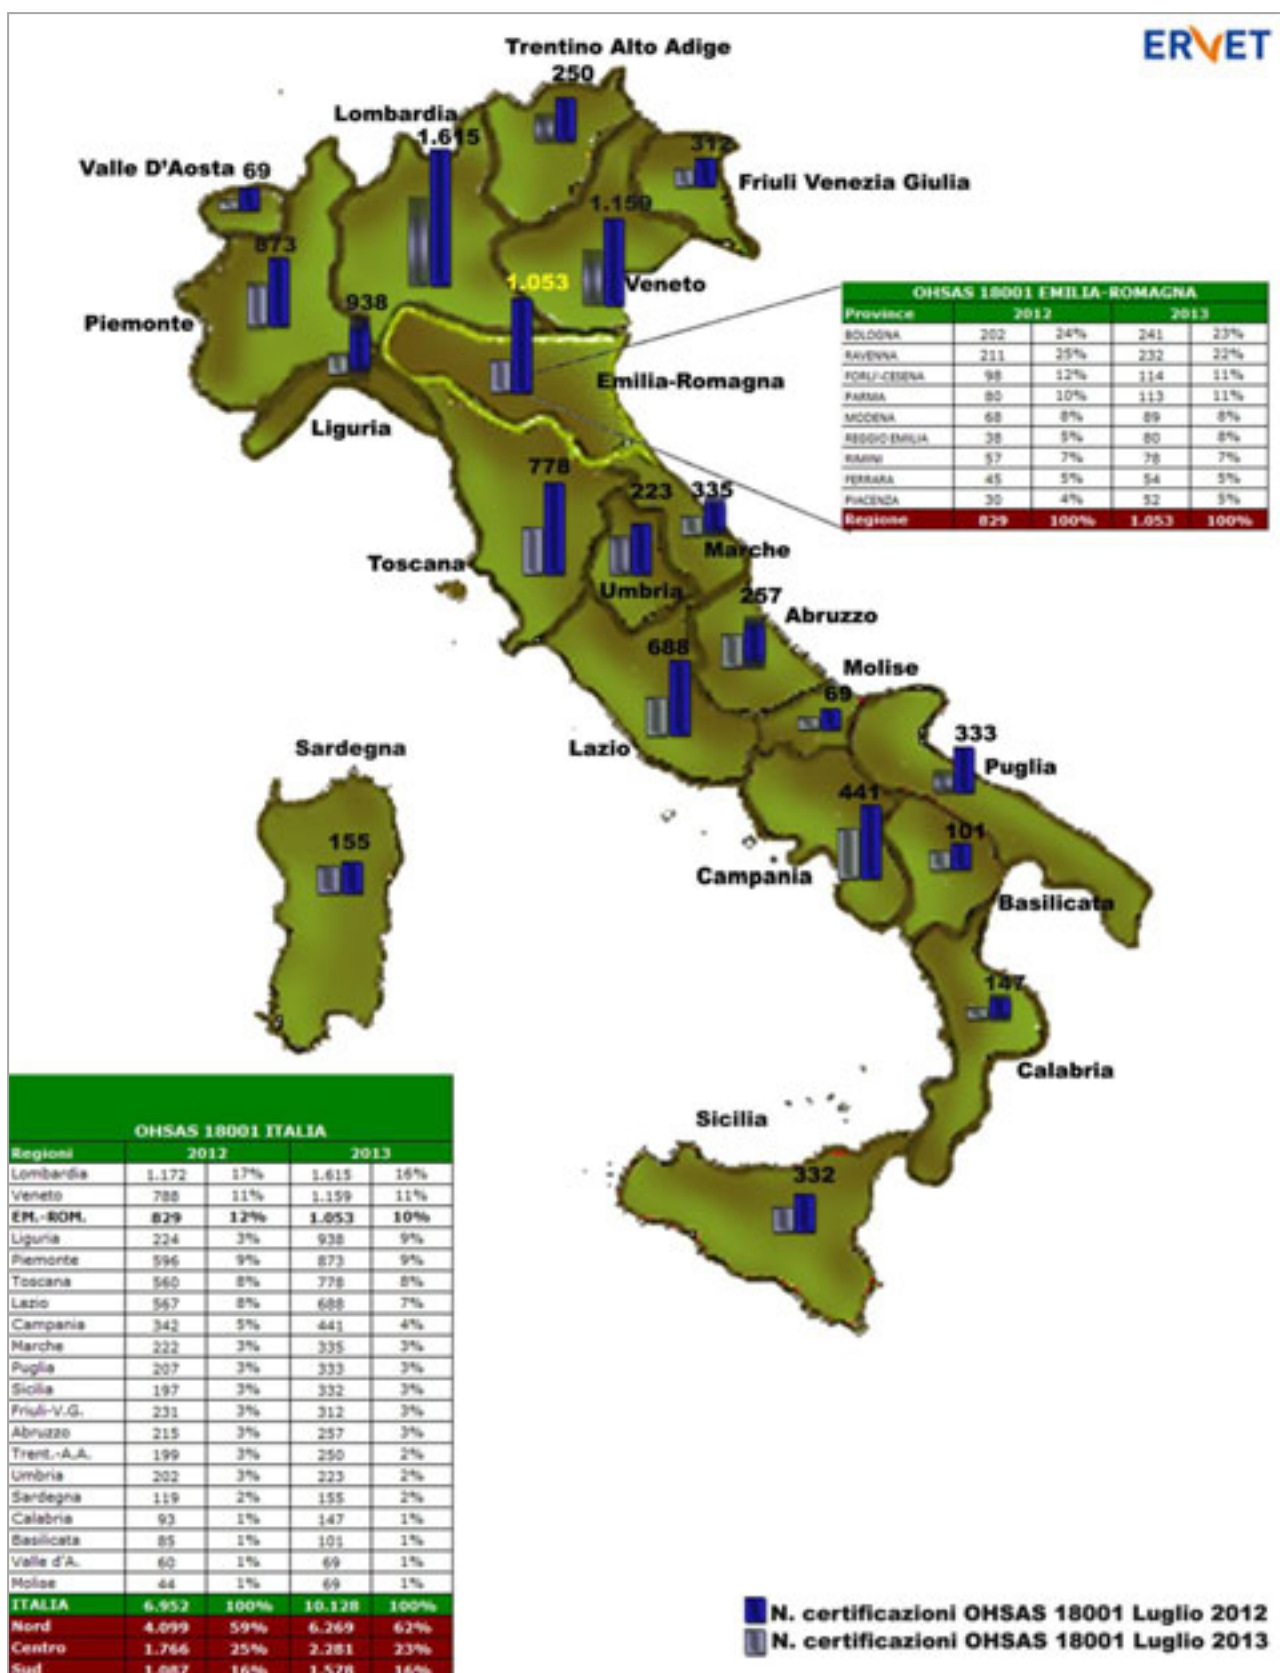 ERVET
Trentino Alto Adige
250
Lombardia
1.615
Valle D'Aosta 69
312
Friuli Venezia Giulia
873
1.159
Veneto
1.053
938
Piemonte
Emilia-Romagna
Liguria
OHSAS 18001 EMILIA-ROMAGNA
Province 2012 2013
BOLOGNA 202 24% 241 23%
RAVENNA 211 25% 232 22%
FORLI'-CESENA 98 12% 114 11%
PARMA 80 10% 113 11%
MODENA 68 8% 89 8%
REGGIO EMILIA 38 5% 80 8%
RIMINI 57 7% 78 7%
FERRARA 45 5% 54 5%
PIACENZA 30 4% 52 5%
Regione 829 100% 1.053 100%
778
223
335
Toscana
Marche
Umbria
257
Abruzzo
688
Molise
69
Lazio
333
Puglia
Sardegna
155
441
101
Campania
Basilicata
147
Calabria
Sicilia
332
OHSAS 18001 ITALIA
Regioni 2012 2013
Lombardia 1.172 17% 1.615 16%
Veneto 788 11% 1.159 11%
EM.-ROM. 829 12% 1.053 10%
Liguria 224 3% 938 9%
Piemonte 596 9% 873 9%
Toscana 560 8% 778 8%
Lazio 567 8% 688 7%
Campania 342 5% 441 4%
Marche 222 3% 335 3%
Puglia 207 3% 333 3%
Sicilia 197 3% 332 3%
Friuli-V.G. 231 3% 312 3%
Abruzzo 215 3% 257 3%
Trent.-A.A. 199 3% 250 2%
Umbria 202 3% 223 2%
Sardegna 119 2% 155 2%
Calabria 93 1% 147 1%
Basilicata 85 1% 101 1%
Valle d'A. 60 1% 69 1%
Molise 44 1% 69 1%
ITALIA 6.952 100% 10.128 100%
Nord 4.099 59% 6.269 62%
Centro 1.766 25% 2.281 23%
Sud 1.087 16% 1.578 16%
N. certificazioni OHSAS 18001 Luglio 2012
N. certificazioni OHSAS 18001 Luglio 2013